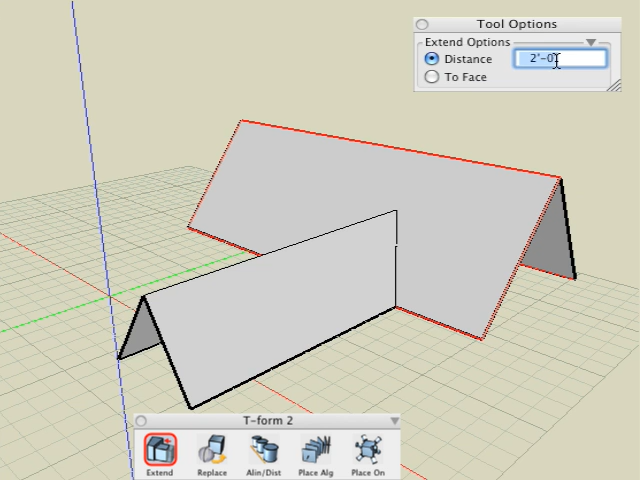 Tool Options
Extend Options
Distance 2'-0
To Face
T-form 2
Extend Replace Alin/Dist Place Alg Place On